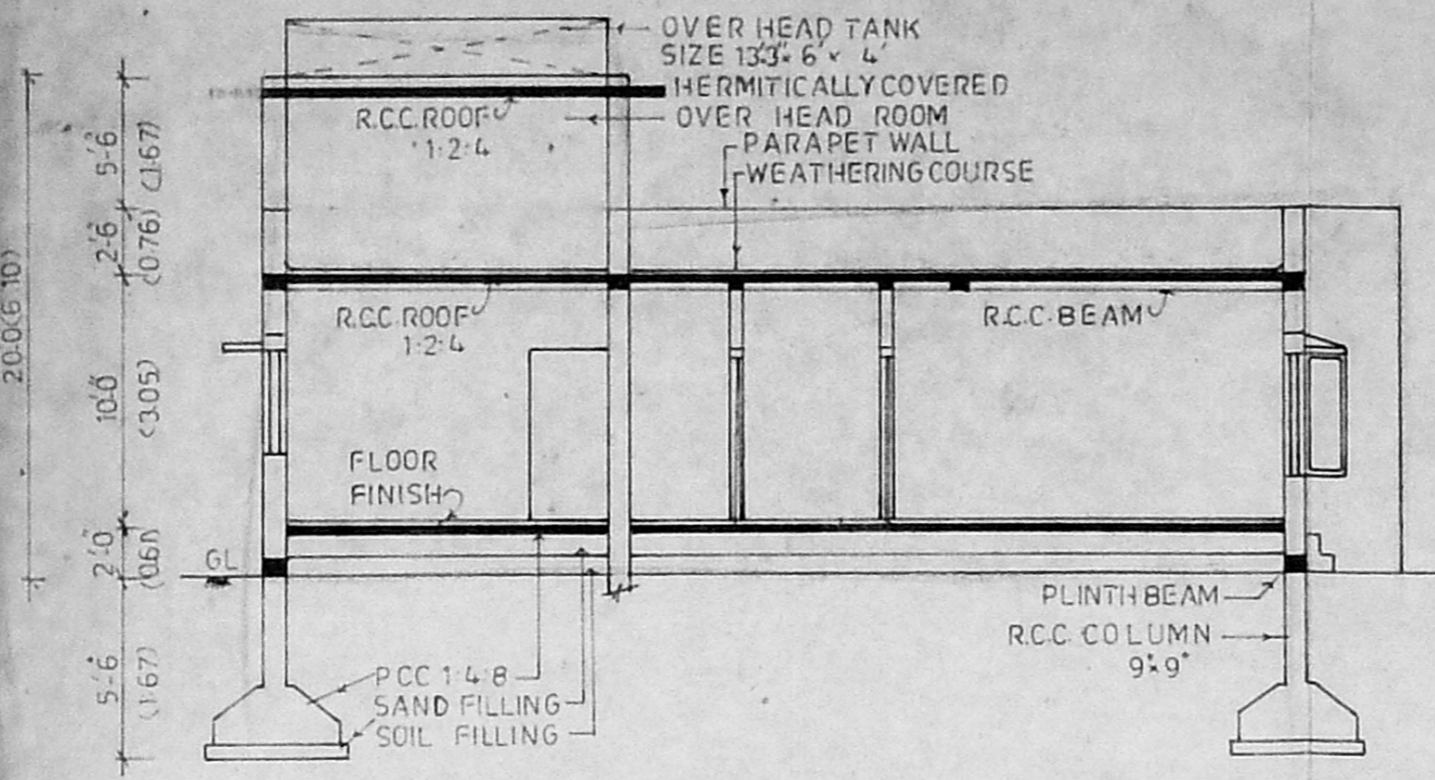 OVER HEAD TANK
SIZE 13'3"x 6' x 4'
HERMITICALLY COVERED
R.C.C. ROOF
1:2:4
OVER HEAD ROOM
PARAPET WALL
WEATHERING COURSE
5'-6"
(1.67)
2'-6"
(0.76)
20.0 (6 10)
10'-0"
(3.05)
2'-0"
(0.61)
5'-6"
(1.67)
R.C.C. ROOF
1:2:4
R.C.C. BEAM
FLOOR
FINISH
GL
PLINTH BEAM
R.C.C. COLUMN
9"x9"
PCC 1:4:8
SAND FILLING
SOIL FILLING